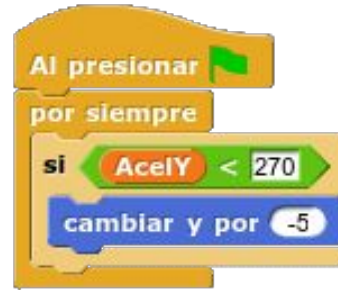 Al presionar
por siempre
si AcelY < 270
cambiar y por -5